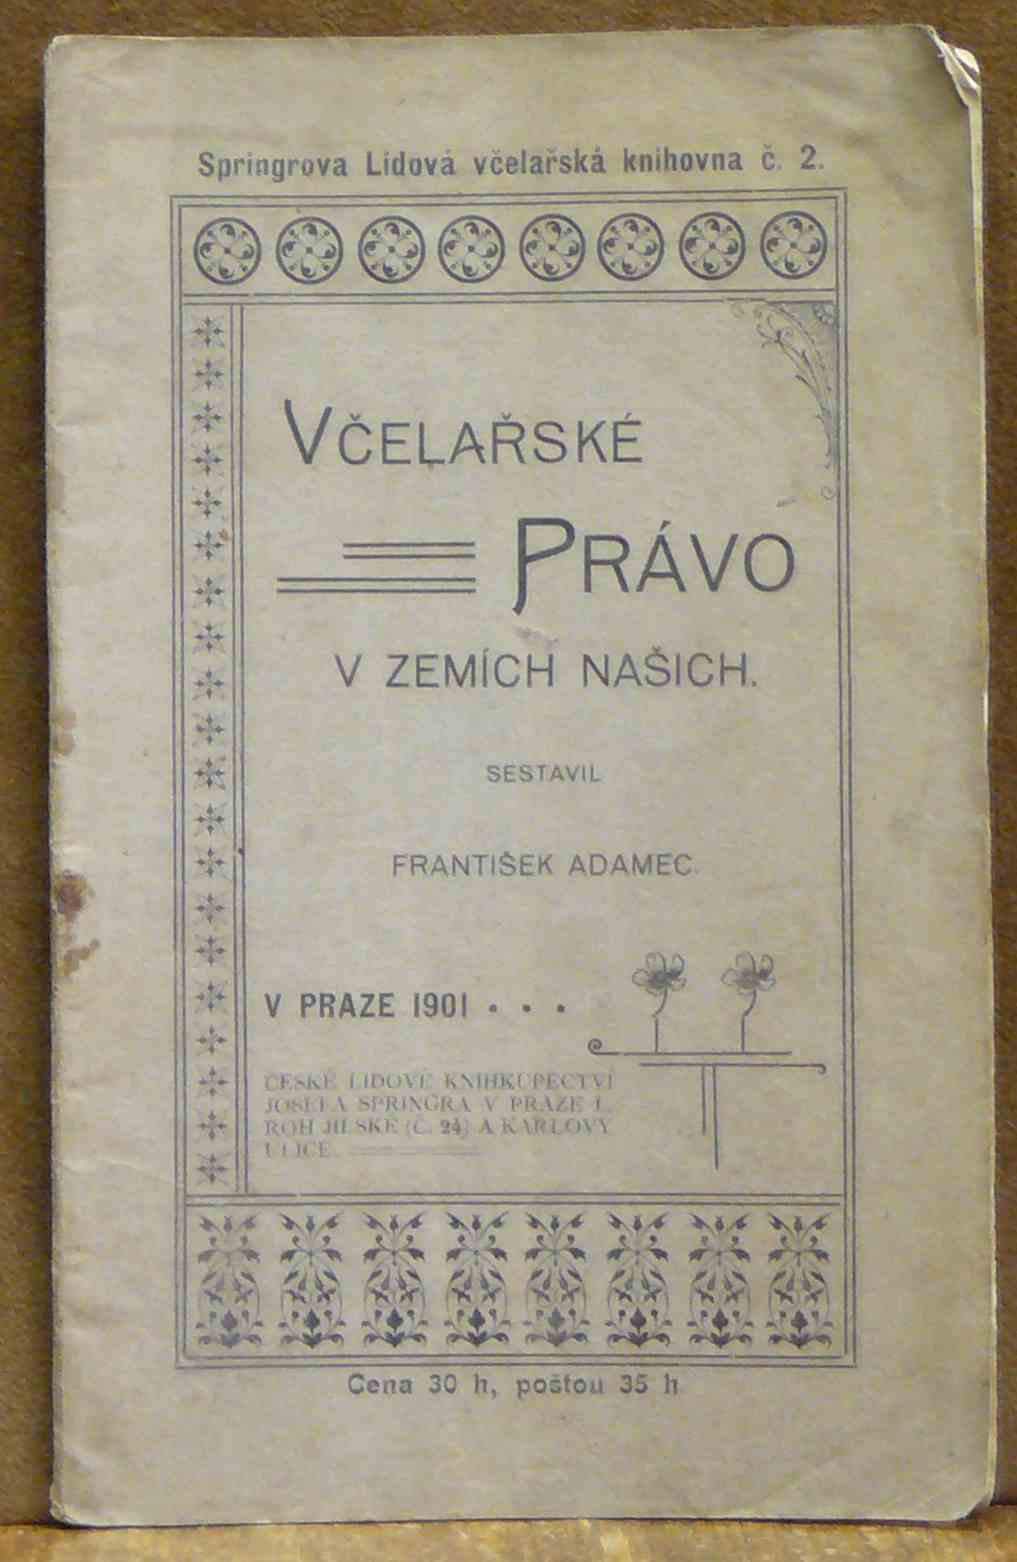 Springrova Lidová včelařská knihovna č. 2.
VČELAŘSKÉ
PRÁVO
V ZEMÍCH NAŠICH.
SESTAVIL
FRANTIŠEK ADAMEC.
V PRAZE 1901 . . .
ČESKÉ LIDOVÉ KNIHKUPECTVÍ
JOSEFA SPRINGRA V PRAZE I.
ROH JILSKÉ (Č. 24) A KARLOVY
ULICE.
Cena 30 h, poštou 35 h